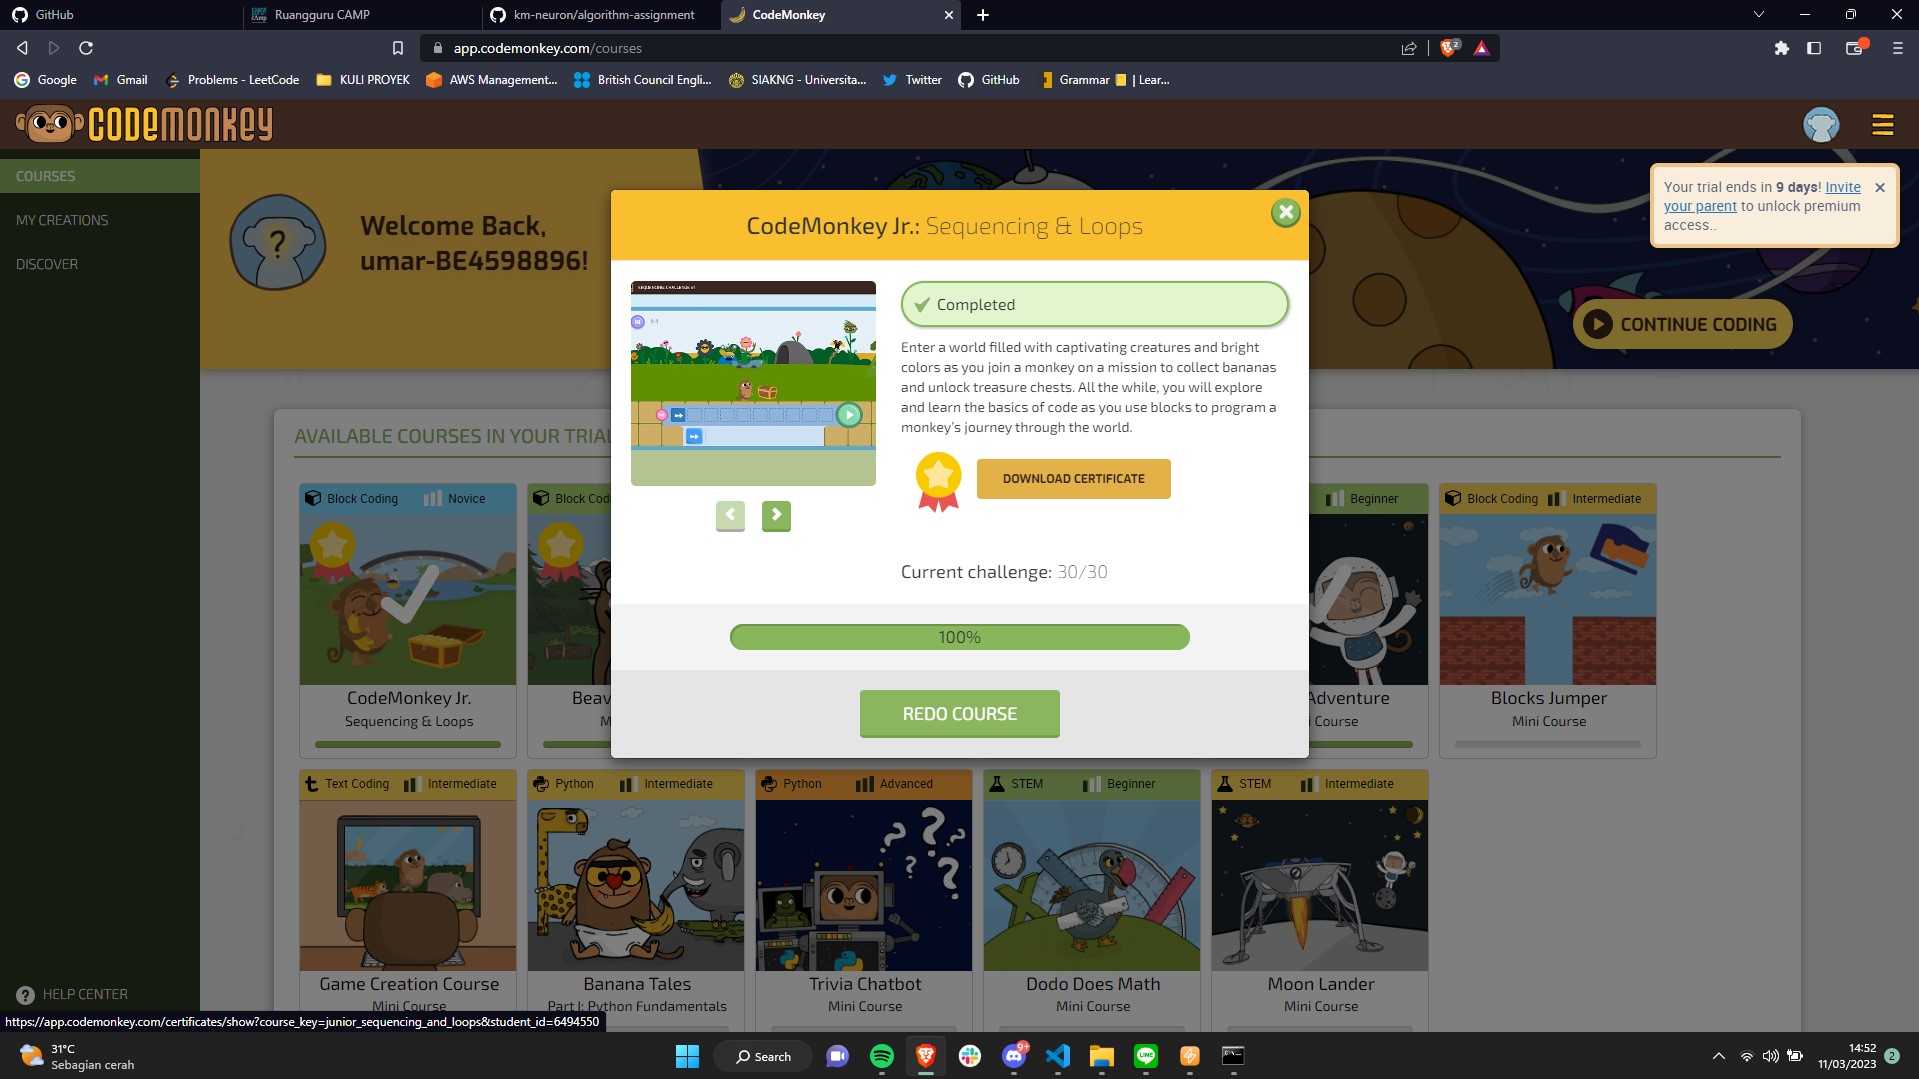 GitHub
Ruangguru CAMP
km-neuron/algorithm-assignment
CodeMonkey
app.codemonkey.com/courses
2
Google
Gmail
Problems - LeetCode
KULI PROYEK
AWS Management...
British Council Engli...
SIAKNG - Universita...
Twitter
GitHub
Grammar | Lear...
CODEMONKEY
COURSES
MY CREATIONS
DISCOVER
HELP CENTER
?
Welcome Back,
umar-BE4598896!
Your trial ends in 9 days! Invite
your parent to unlock premium
access..
CONTINUE CODING
AVAILABLE COURSES IN YOUR TRIAL
CodeMonkey Jr.: Sequencing & Loops
SEQUENCING CHALLENGE #1
Completed
Enter a world filled with captivating creatures and bright
colors as you join a monkey on a mission to collect bananas
and unlock treasure chests. All the while, you will explore
and learn the basics of code as you use blocks to program a
monkey's journey through the world.
DOWNLOAD CERTIFICATE
Current challenge: 30/30
100%
REDO COURSE
Block Coding
Novice
Block Cod
Beginner
Block Coding
Intermediate
CodeMonkey Jr.
Sequencing & Loops
Beav
M
Adventure
i Course
Blocks Jumper
Mini Course
Text Coding
Intermediate
Python
Intermediate
Python
Advanced
STEM
Beginner
STEM
Intermediate
Game Creation Course
Mini Course
Banana Tales
Part I: Python Fundamentals
Trivia Chatbot
Mini Course
Dodo Does Math
Mini Course
Moon Lander
Mini Course
https://app.codemonkey.com/certificates/show?course_key=junior_sequencing_and_loops&student_id=6494550
31°C
Sebagian cerah
Search
9+
14:52
11/03/2023
2